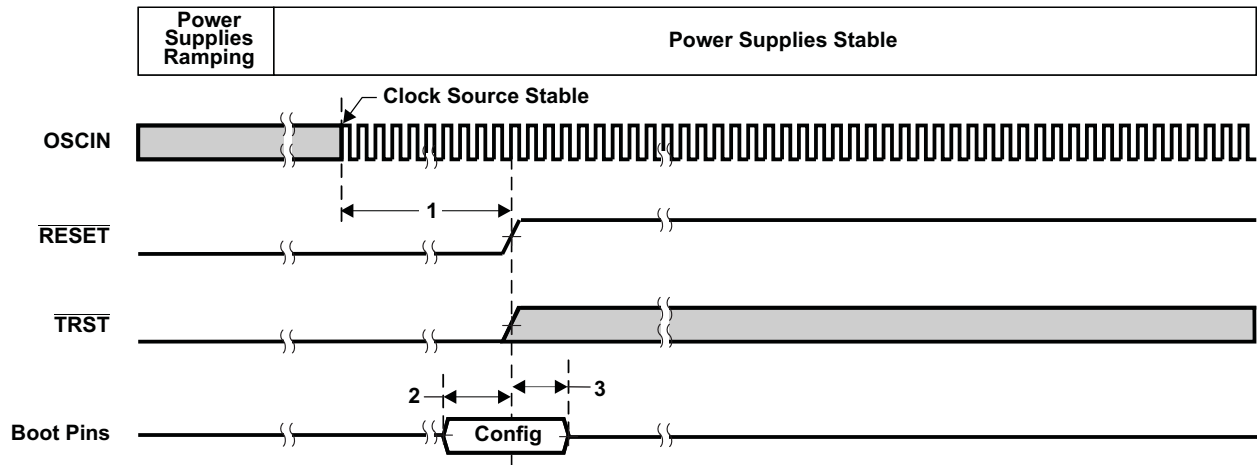 Power
Supplies
Ramping
Power Supplies Stable
Clock Source Stable
OSCIN
1
RESET
TRST
2
3
Boot Pins
Config